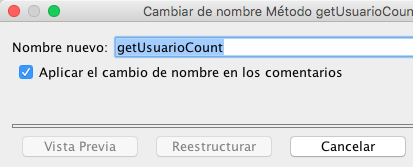 Cambiar de nombre Método getUsuarioCoun
Nombre nuevo: getUsuarioCount
Aplicar el cambio de nombre en los comentarios
Vista Previa Reestructurar Cancelar